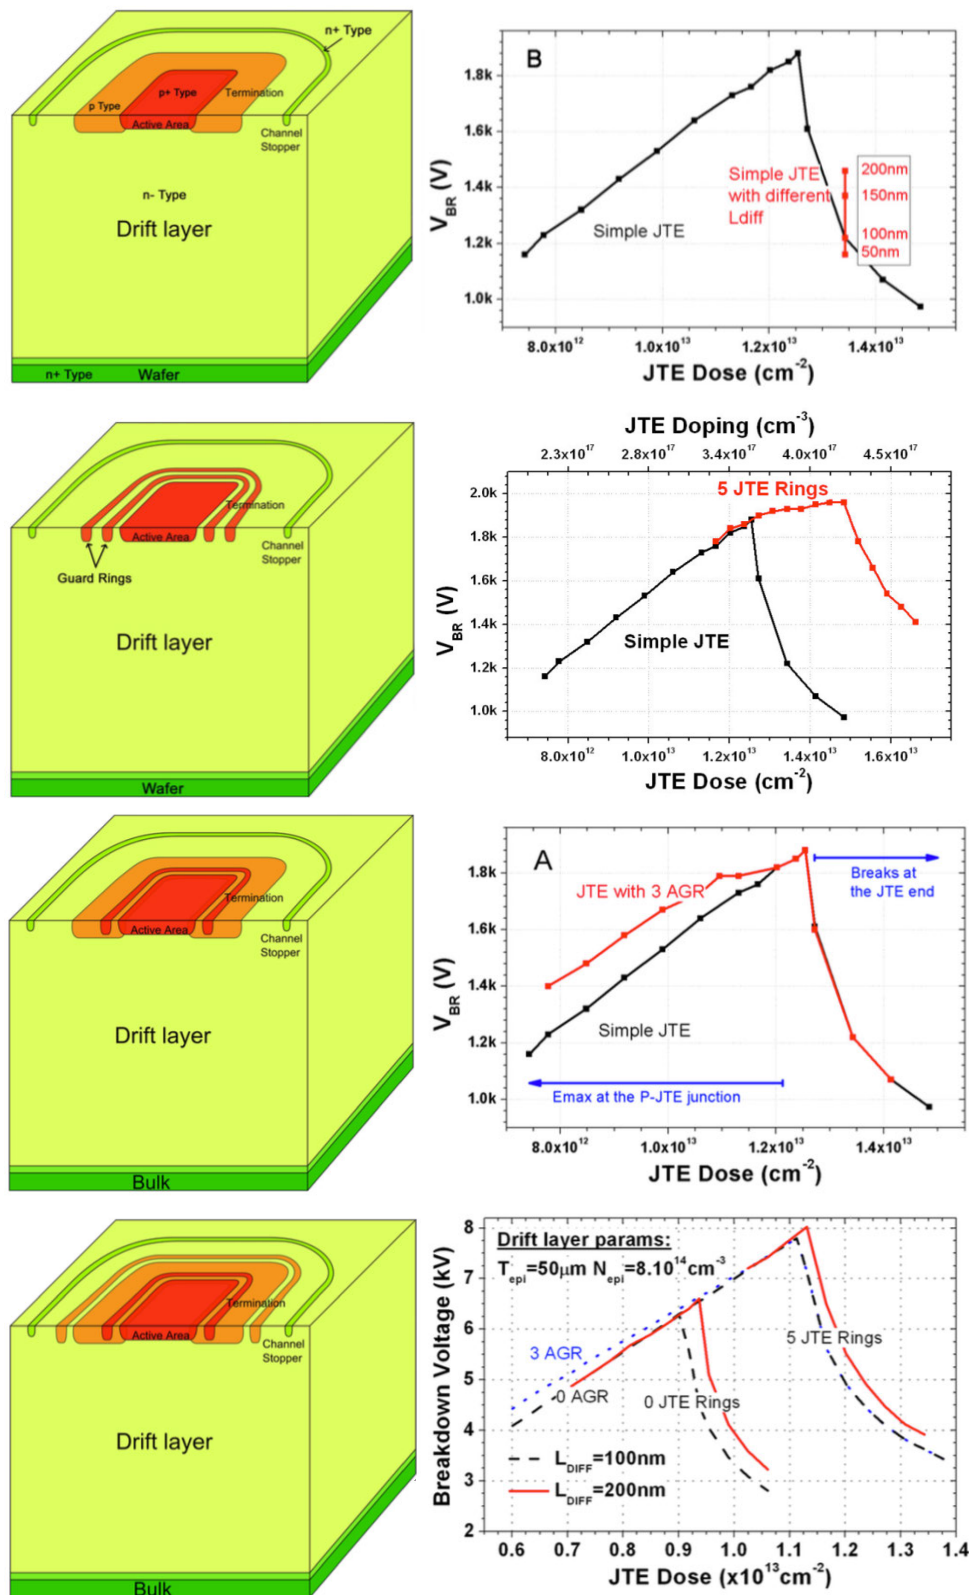 n+ Type
p+ Type
p Type
Termination
Active Area
Channel
Stopper
n- Type
Drift layer
n+ Type
Wafer
B
V_BR (V)
1.8k
1.6k
1.4k
1.2k
1.0k
Simple JTE
with different
Ldiff
200nm
150nm
100nm
50nm
Simple JTE
8.0x10^12
1.0x10^13
1.2x10^13
1.4x10^13
JTE Dose (cm^-2)
Termination
Active Area
Channel
Stopper
Guard Rings
Drift layer
Wafer
JTE Doping (cm^-3)
2.3x10^17
2.8x10^17
3.4x10^17
4.0x10^17
4.5x10^17
5 JTE Rings
V_BR (V)
2.0k
1.8k
1.6k
1.4k
1.2k
1.0k
Simple JTE
8.0x10^12
1.0x10^13
1.2x10^13
1.4x10^13
1.6x10^13
JTE Dose (cm^-2)
Termination
Active Area
Channel
Stopper
Drift layer
Bulk
A
V_BR (V)
1.8k
1.6k
1.4k
1.2k
1.0k
JTE with 3 AGR
Breaks at
the JTE end
Simple JTE
Emax at the P-JTE junction
8.0x10^12
1.0x10^13
1.2x10^13
1.4x10^13
JTE Dose (cm^-2)
Termination
Active Area
Channel
Stopper
Drift layer
Bulk
Breakdown Voltage (kV)
8
7
6
5
4
3
2
Drift layer params:
T_epi=50μm N_epi=8.10^14cm^-3
3 AGR
0 AGR
0 JTE Rings
5 JTE Rings
L_DIFF=100nm
L_DIFF=200nm
0.6 0.7 0.8 0.9 1.0 1.1 1.2 1.3 1.4
JTE Dose (x10^13cm^-2)